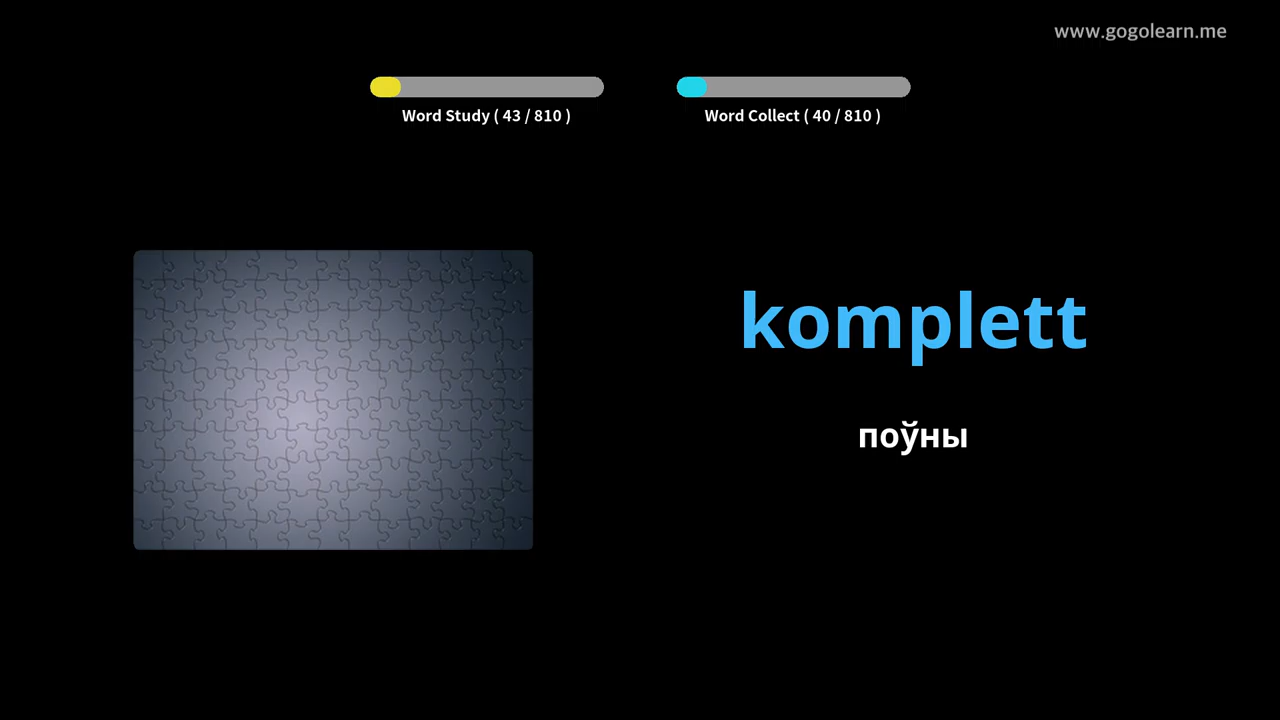 www.gogolearn.me
Word Study ( 43 / 810 )
Word Collect ( 40 / 810 )
komplett
поўны